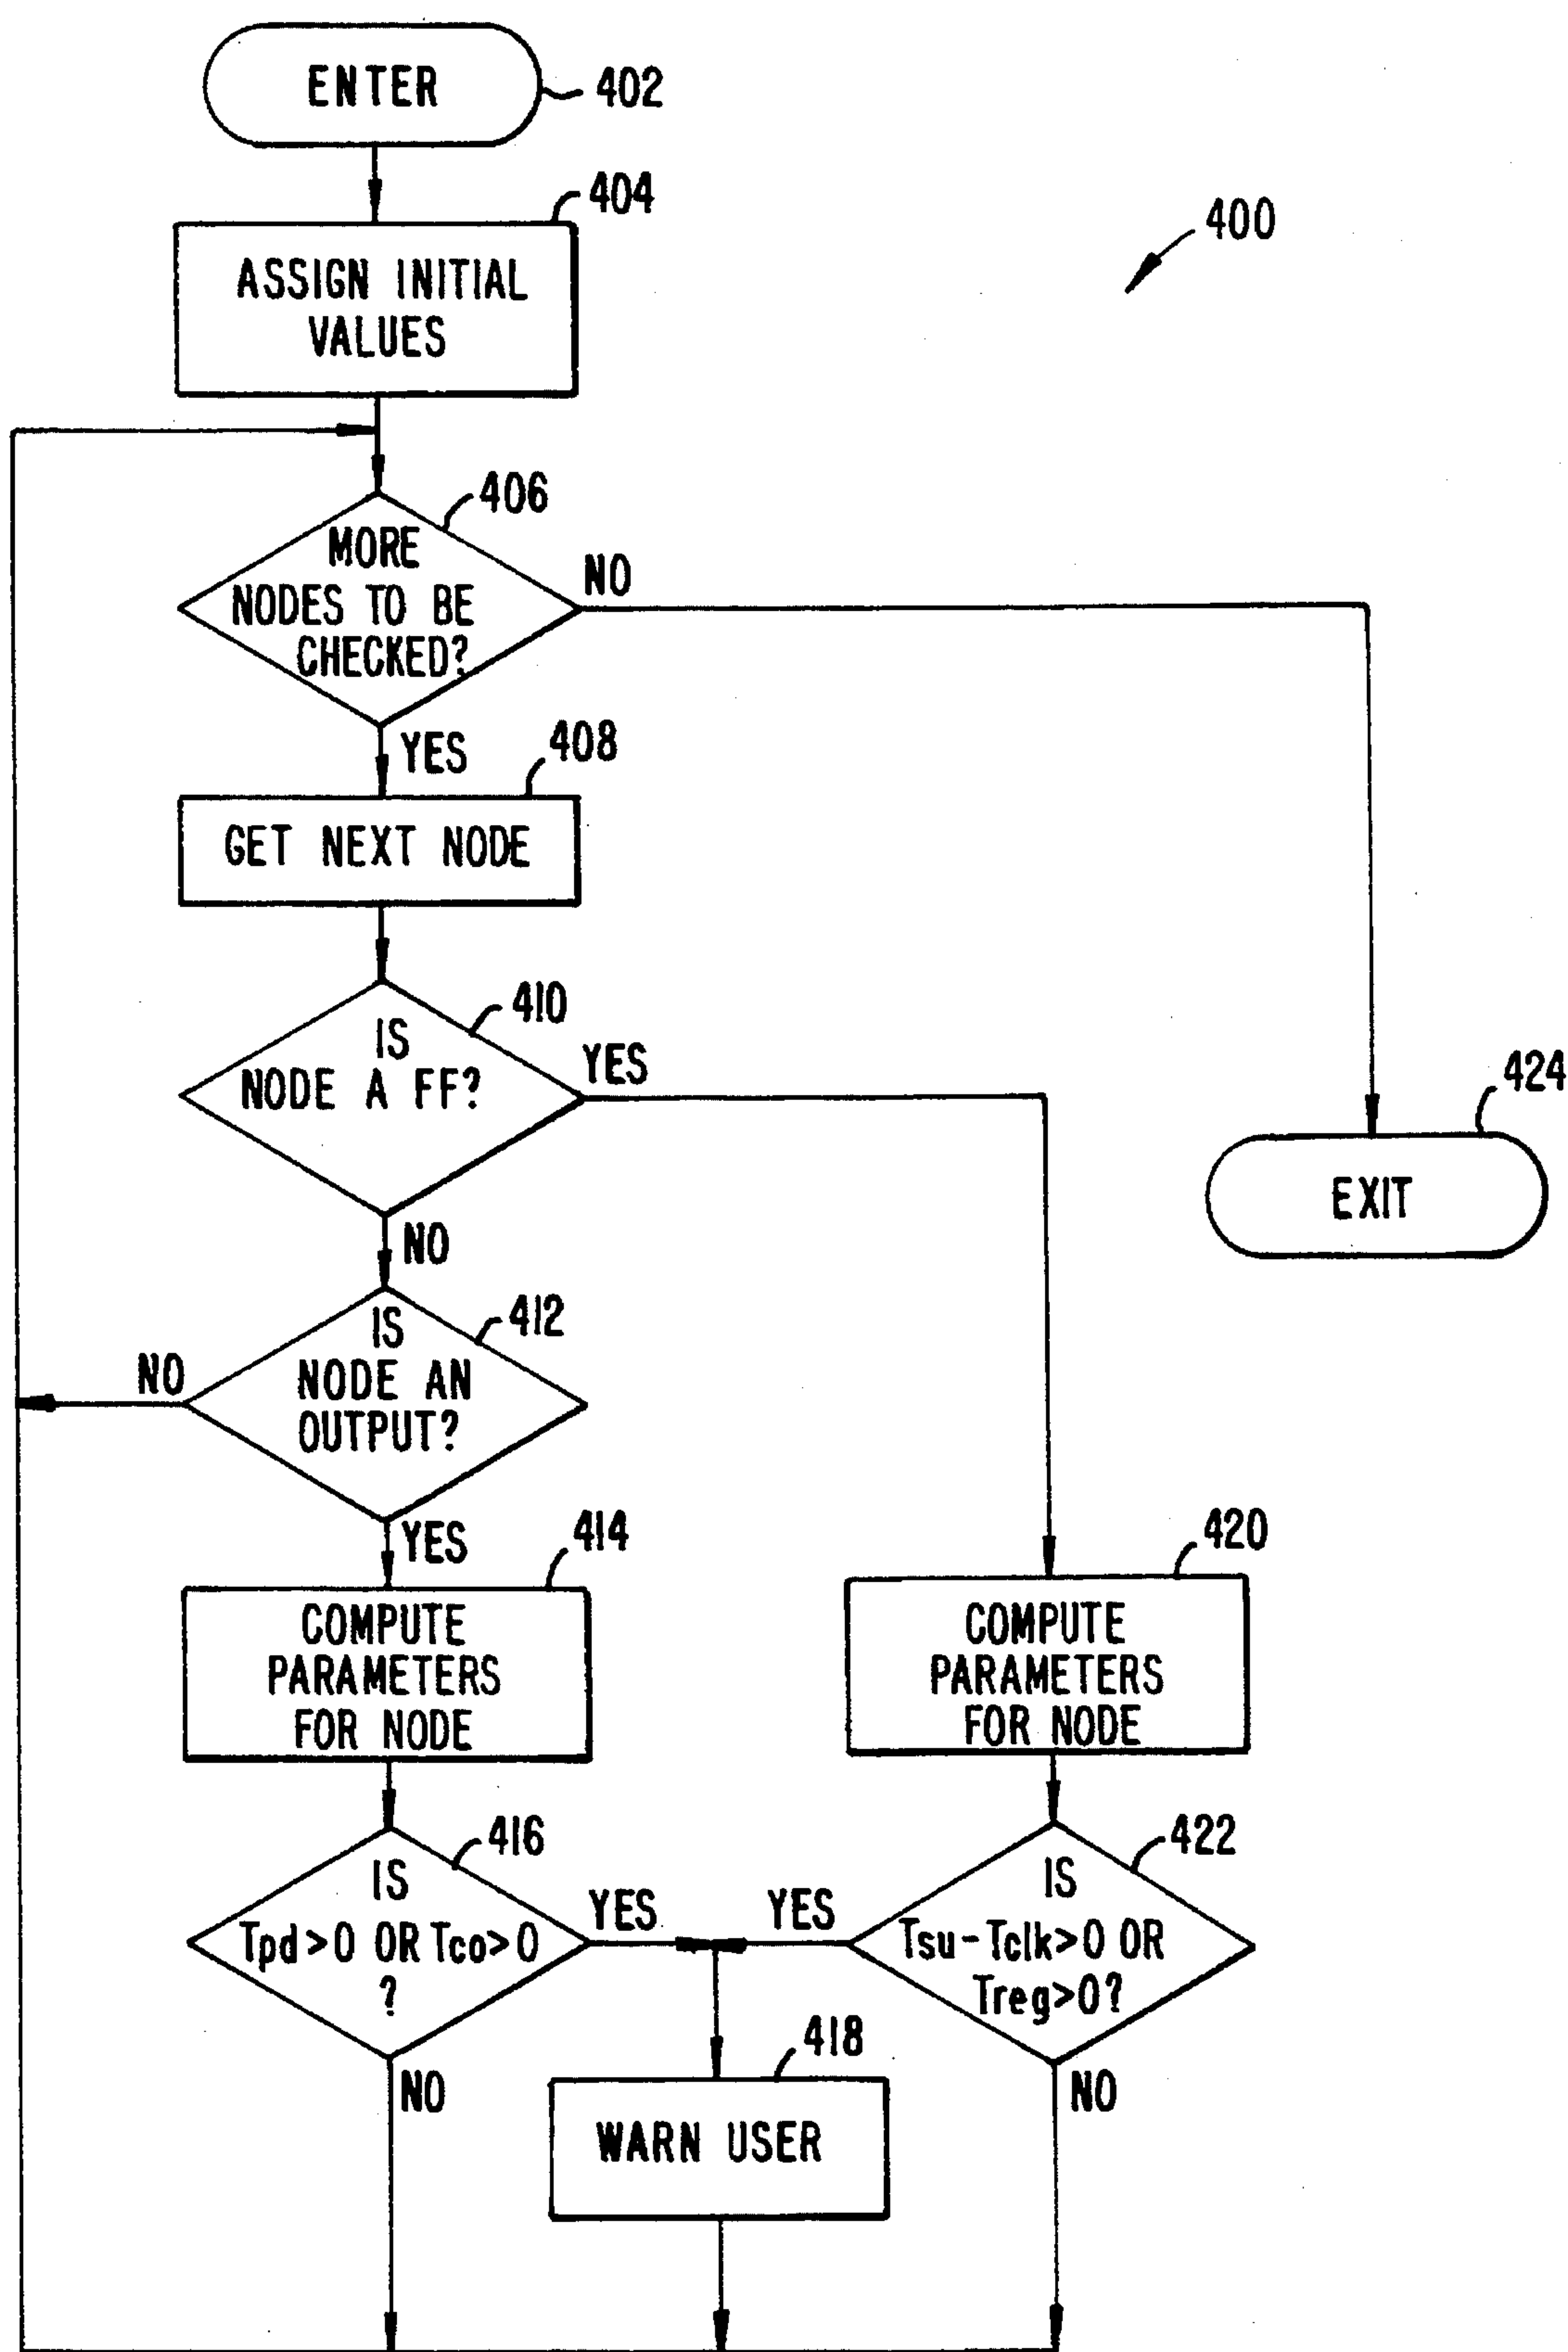 ENTER
402
404
400
ASSIGN INITIAL
VALUES
406
MORE
NODES TO BE
CHECKED?
NO
YES
408
GET NEXT NODE
410
IS
NODE A FF?
YES
424
EXIT
NO
412
IS
NODE AN
OUTPUT?
NO
YES
414
COMPUTE
PARAMETERS
FOR NODE
420
COMPUTE
PARAMETERS
FOR NODE
416
IS
Tpd>0 OR Tco>0
?
YES
YES
422
IS
Tsu-Tclk>0 OR
Treg>0?
NO
418
WARN USER
NO